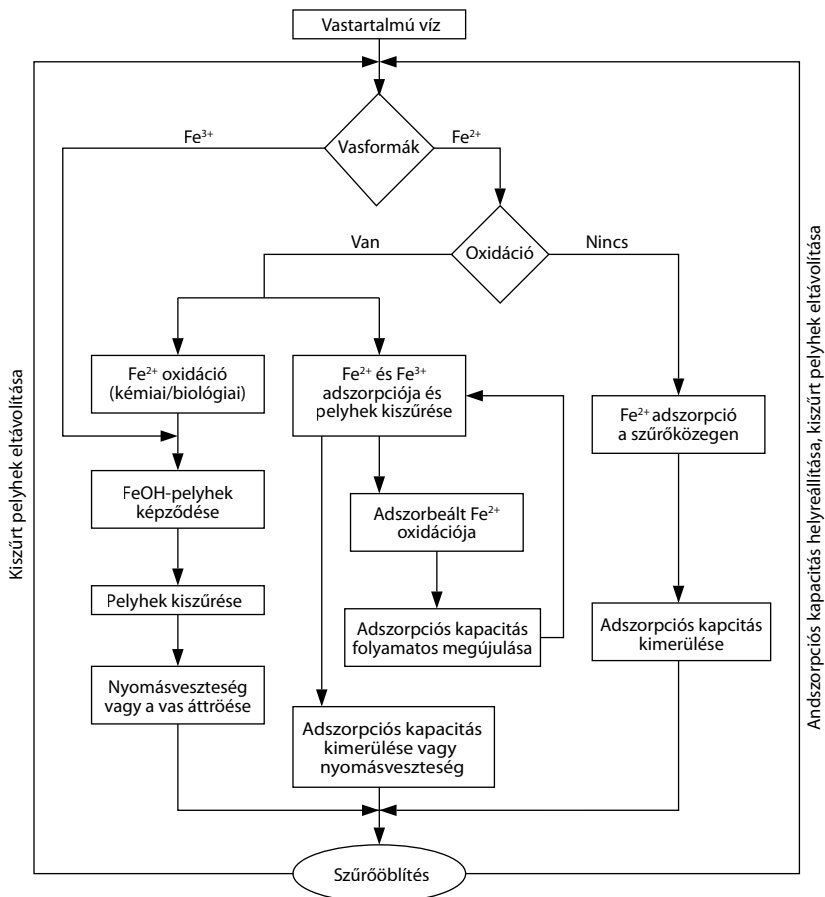 Vastartalmú víz
Fe³⁺
Vasformák
Fe²⁺
Van
Oxidáció
Nincs
Fe²⁺ oxidáció
(kémiai/biológiai)
Fe²⁺ és Fe³⁺
adszorpciója és
pelyhek kiszűrése
Fe²⁺ adszorpció
a szűrőközegen
FeOH-pelyhek
képződése
Adszorbeált Fe²⁺
oxidációja
Pelyhek kiszűrése
Adszorpciós kapacitás
folyamatos megújulása
Adszorpciós kapcitás
kimerülése
Nyomásveszteség
vagy a vas áttröése
Adszorpciós kapacitás
kimerülése vagy
nyomásveszteség
Szűrőöblítés
Kiszűrt pelyhek eltávolítása
Andszorpciós kapacitás helyreállítása, kiszűrt pelyhek eltávolítása